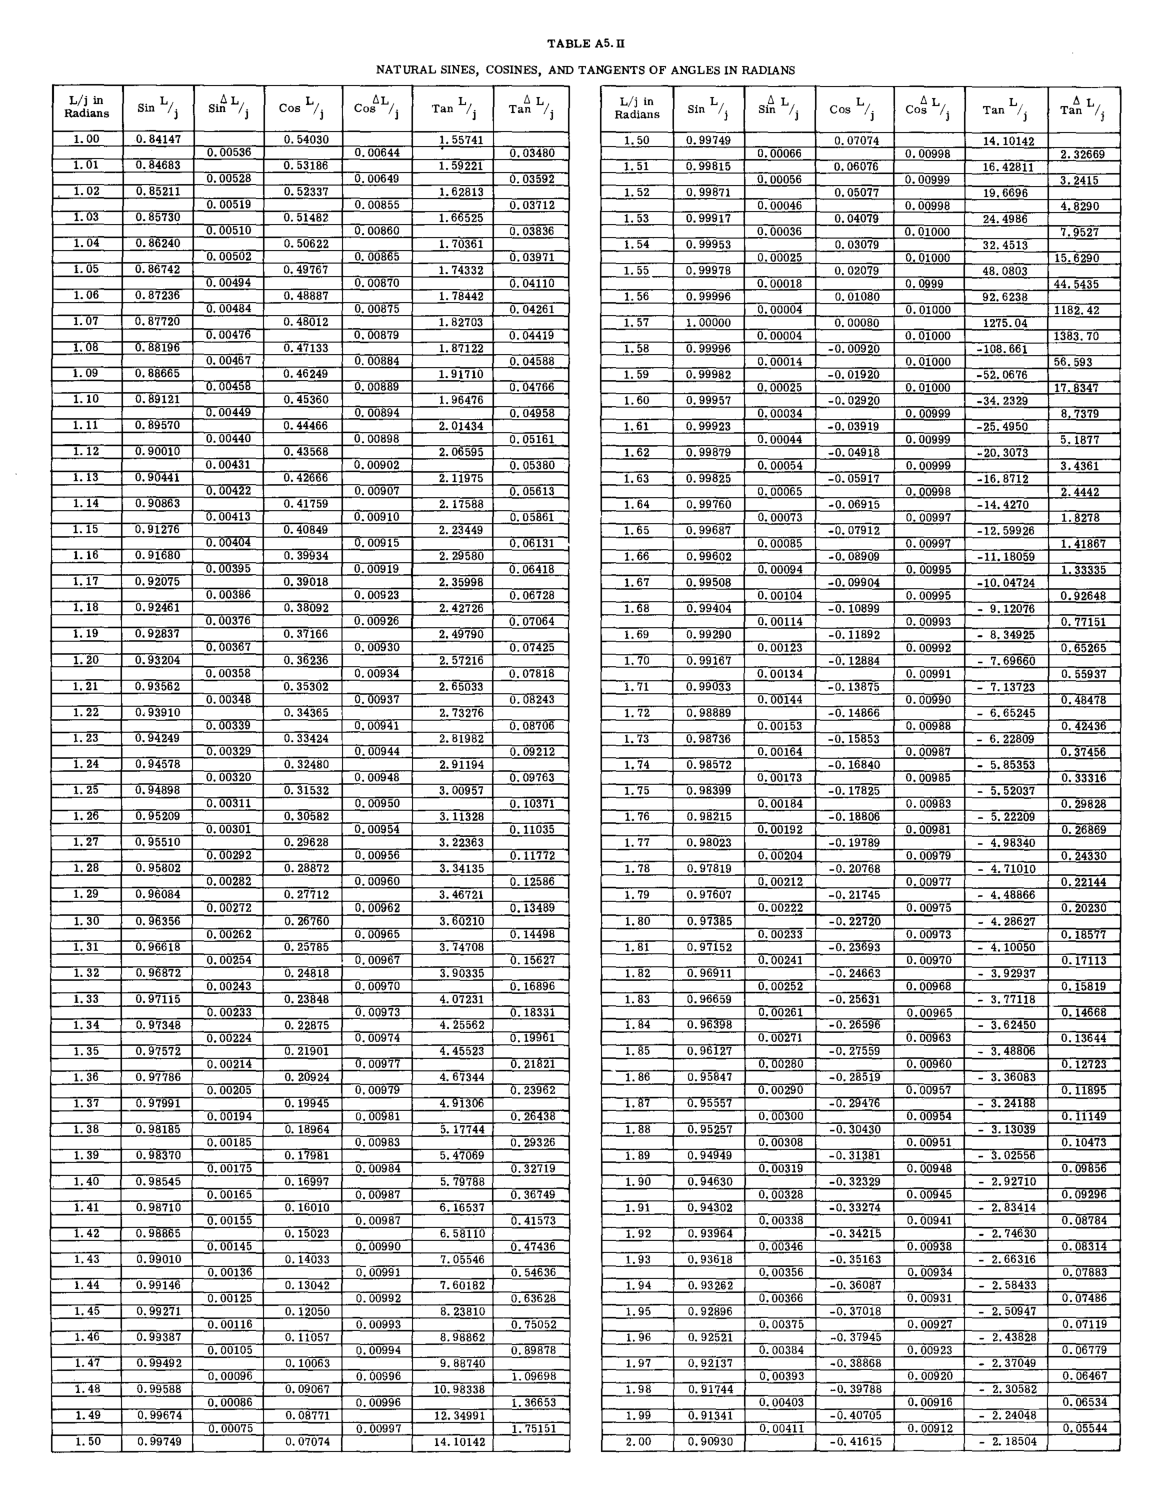 TABLE A5.II
NATURAL SINES, COSINES, AND TANGENTS OF ANGLES IN RADIANS
L/j in Radians Sin L/j Δ Sin L/j Cos L/j Δ Cos L/j Tan L/j Δ Tan L/j
1.00 0.84147 0.54030 1.55741
0.00536 0.00644 0.03480
1.01 0.84683 0.53186 1.59221
0.00528 0.00649 0.03592
1.02 0.85211 0.52337 1.62813
0.00519 0.00855 0.03712
1.03 0.85730 0.51482 1.66525
0.00510 0.00860 0.03836
1.04 0.86240 0.50622 1.70361
0.00502 0.00865 0.03971
1.05 0.86742 0.49767 1.74332
0.00494 0.00870 0.04110
1.06 0.87236 0.48887 1.78442
0.00484 0.00875 0.04261
1.07 0.87720 0.48012 1.82703
0.00476 0.00879 0.04419
1.08 0.88196 0.47133 1.87122
0.00467 0.00884 0.04588
1.09 0.88665 0.46249 1.91710
0.00458 0.00889 0.04766
1.10 0.89121 0.45360 1.96476
0.00449 0.00894 0.04958
1.11 0.89570 0.44466 2.01434
0.00440 0.00898 0.05161
1.12 0.90010 0.43568 2.06595
0.00431 0.00902 0.05380
1.13 0.90441 0.42666 2.11975
0.00422 0.00907 0.05613
1.14 0.90863 0.41759 2.17588
0.00413 0.00910 0.05861
1.15 0.91276 0.40849 2.23449
0.00404 0.00915 0.06131
1.16 0.91680 0.39934 2.29580
0.00395 0.00919 0.06418
1.17 0.92075 0.39018 2.35998
0.00386 0.00923 0.06728
1.18 0.92461 0.38092 2.42726
0.00376 0.00926 0.07064
1.19 0.92837 0.37166 2.49790
0.00367 0.00930 0.07425
1.20 0.93204 0.36236 2.57216
0.00358 0.00934 0.07818
1.21 0.93562 0.35302 2.65033
0.00348 0.00937 0.08243
1.22 0.93910 0.34365 2.73276
0.00339 0.00941 0.08706
1.23 0.94249 0.33424 2.81982
0.00329 0.00944 0.09212
1.24 0.94578 0.32480 2.91194
0.00320 0.00948 0.09763
1.25 0.94898 0.31532 3.00957
0.00311 0.00950 0.10371
1.26 0.95209 0.30582 3.11328
0.00301 0.00954 0.11035
1.27 0.95510 0.29628 3.22363
0.00292 0.00956 0.11772
1.28 0.95802 0.28872 3.34135
0.00282 0.00960 0.12586
1.29 0.96084 0.27712 3.46721
0.00272 0.00962 0.13489
1.30 0.96356 0.26760 3.60210
0.00262 0.00965 0.14498
1.31 0.96618 0.25785 3.74708
0.00254 0.00967 0.15627
1.32 0.96872 0.24818 3.90335
0.00243 0.00970 0.16896
1.33 0.97115 0.23848 4.07231
0.00233 0.00973 0.18331
1.34 0.97348 0.22875 4.25562
0.00224 0.00974 0.19961
1.35 0.97572 0.21901 4.45523
0.00214 0.00977 0.21821
1.36 0.97786 0.20924 4.67344
0.00205 0.00979 0.23962
1.37 0.97991 0.19945 4.91306
0.00194 0.00981 0.26438
1.38 0.98185 0.18964 5.17744
0.00185 0.00983 0.29326
1.39 0.98370 0.17981 5.47069
0.00175 0.00984 0.32719
1.40 0.98545 0.16997 5.79788
0.00165 0.00987 0.36749
1.41 0.98710 0.16010 6.16537
0.00155 0.00987 0.41573
1.42 0.98865 0.15023 6.58110
0.00145 0.00990 0.47436
1.43 0.99010 0.14033 7.05546
0.00136 0.00991 0.54636
1.44 0.99146 0.13042 7.60182
0.00125 0.00992 0.63628
1.45 0.99271 0.12050 8.23810
0.00116 0.00993 0.75052
1.46 0.99387 0.11057 8.98862
0.00105 0.00994 0.89878
1.47 0.99492 0.10063 9.88740
0.00096 0.00996 1.09698
1.48 0.99588 0.09067 10.98338
0.00086 0.00996 1.36653
1.49 0.99674 0.08771 12.34991
0.00075 0.00997 1.75151
1.50 0.99749 0.07074 14.10142
L/j in Radians Sin L/j Δ Sin L/j Cos L/j Δ Cos L/j Tan L/j Δ Tan L/j
1.50 0.99749 0.07074 14.10142
0.00066 0.00998 2.32669
1.51 0.99815 0.06076 16.42811
0.00056 0.00999 3.2415
1.52 0.99871 0.05077 19.6696
0.00046 0.00998 4.8290
1.53 0.99917 0.04079 24.4986
0.00036 0.01000 7.9527
1.54 0.99953 0.03079 32.4513
0.00025 0.01000 15.6290
1.55 0.99978 0.02079 48.0803
0.00018 0.0999 44.5435
1.56 0.99996 0.01080 92.6238
0.00004 0.01000 1182.42
1.57 1.00000 0.00080 1275.04
0.00004 0.01000 1383.70
1.58 0.99996 -0.00920 -108.661
0.00014 0.01000 56.593
1.59 0.99982 -0.01920 -52.0676
0.00025 0.01000 17.8347
1.60 0.99957 -0.02920 -34.2329
0.00034 0.00999 8.7379
1.61 0.99923 -0.03919 -25.4950
0.00044 0.00999 5.1877
1.62 0.99879 -0.04918 -20.3073
0.00054 0.00999 3.4361
1.63 0.99825 -0.05917 -16.8712
0.00065 0.00998 2.4442
1.64 0.99760 -0.06915 -14.4270
0.00073 0.00997 1.8278
1.65 0.99687 -0.07912 -12.59926
0.00085 0.00997 1.41867
1.66 0.99602 -0.08909 -11.18059
0.00094 0.00995 1.33335
1.67 0.99508 -0.09904 -10.04724
0.00104 0.00995 0.92648
1.68 0.99404 -0.10899 - 9.12076
0.00114 0.00993 0.77151
1.69 0.99290 -0.11892 - 8.34925
0.00123 0.00992 0.65265
1.70 0.99167 -0.12884 - 7.69660
0.00134 0.00991 0.55937
1.71 0.99033 -0.13875 - 7.13723
0.00144 0.00990 0.48478
1.72 0.98889 -0.14866 - 6.65245
0.00153 0.00988 0.42436
1.73 0.98736 -0.15853 - 6.22809
0.00164 0.00987 0.37456
1.74 0.98572 -0.16840 - 5.85353
0.00173 0.00985 0.33316
1.75 0.98399 -0.17825 - 5.52037
0.00184 0.00983 0.29828
1.76 0.98215 -0.18806 - 5.22209
0.00192 0.00981 0.26869
1.77 0.98023 -0.19789 - 4.98340
0.00204 0.00979 0.24330
1.78 0.97819 -0.20768 - 4.71010
0.00212 0.00977 0.22144
1.79 0.97607 -0.21745 - 4.48866
0.00222 0.00975 0.20230
1.80 0.97385 -0.22720 - 4.28627
0.00233 0.00973 0.18577
1.81 0.97152 -0.23693 - 4.10050
0.00241 0.00970 0.17113
1.82 0.96911 -0.24663 - 3.92937
0.00252 0.00968 0.15819
1.83 0.96659 -0.25631 - 3.77118
0.00261 0.00965 0.14668
1.84 0.96398 -0.26596 - 3.62450
0.00271 0.00963 0.13644
1.85 0.96127 -0.27559 - 3.48806
0.00280 0.00960 0.12723
1.86 0.95847 -0.28519 - 3.36083
0.00290 0.00957 0.11895
1.87 0.95557 -0.29476 - 3.24188
0.00300 0.00954 0.11149
1.88 0.95257 -0.30430 - 3.13039
0.00308 0.00951 0.10473
1.89 0.94949 -0.31381 - 3.02556
0.00319 0.00948 0.09856
1.90 0.94630 -0.32329 - 2.92710
0.00328 0.00945 0.09296
1.91 0.94302 -0.33274 - 2.83414
0.00338 0.00941 0.08784
1.92 0.93964 -0.34215 - 2.74630
0.00346 0.00938 0.08314
1.93 0.93618 -0.35163 - 2.66316
0.00356 0.00934 0.07883
1.94 0.93262 -0.36087 - 2.58433
0.00366 0.00931 0.07486
1.95 0.92896 -0.37018 - 2.50947
0.00375 0.00927 0.07119
1.96 0.92521 -0.37945 - 2.43828
0.00384 0.00923 0.06779
1.97 0.92137 -0.38868 - 2.37049
0.00393 0.00920 0.06467
1.98 0.91744 -0.39788 - 2.30582
0.00403 0.00916 0.06534
1.99 0.91341 -0.40705 - 2.24048
0.00411 0.00912 0.05544
2.00 0.90930 -0.41615 - 2.18504